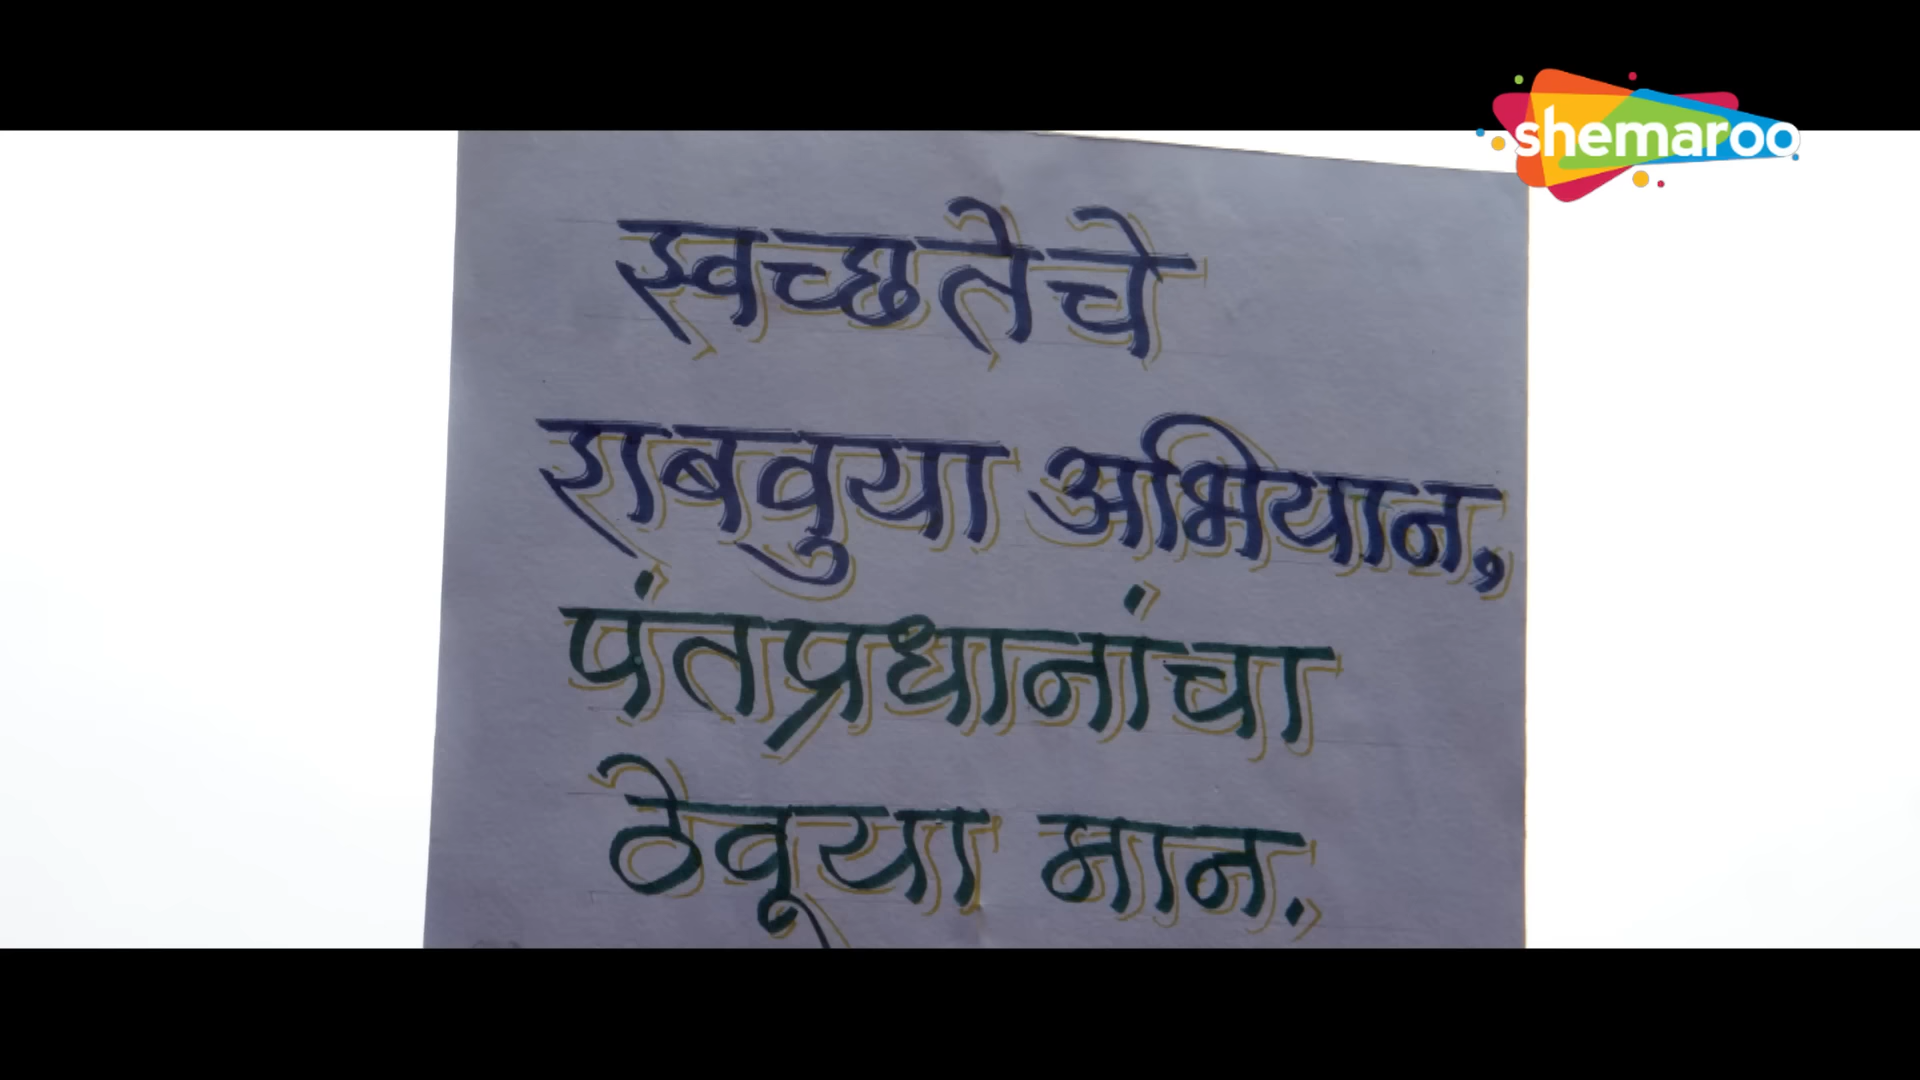 shemaroo
स्वच्छतेचे
राबवुया अभियान,
पंतप्रधानांचा
ठेवूया मान.